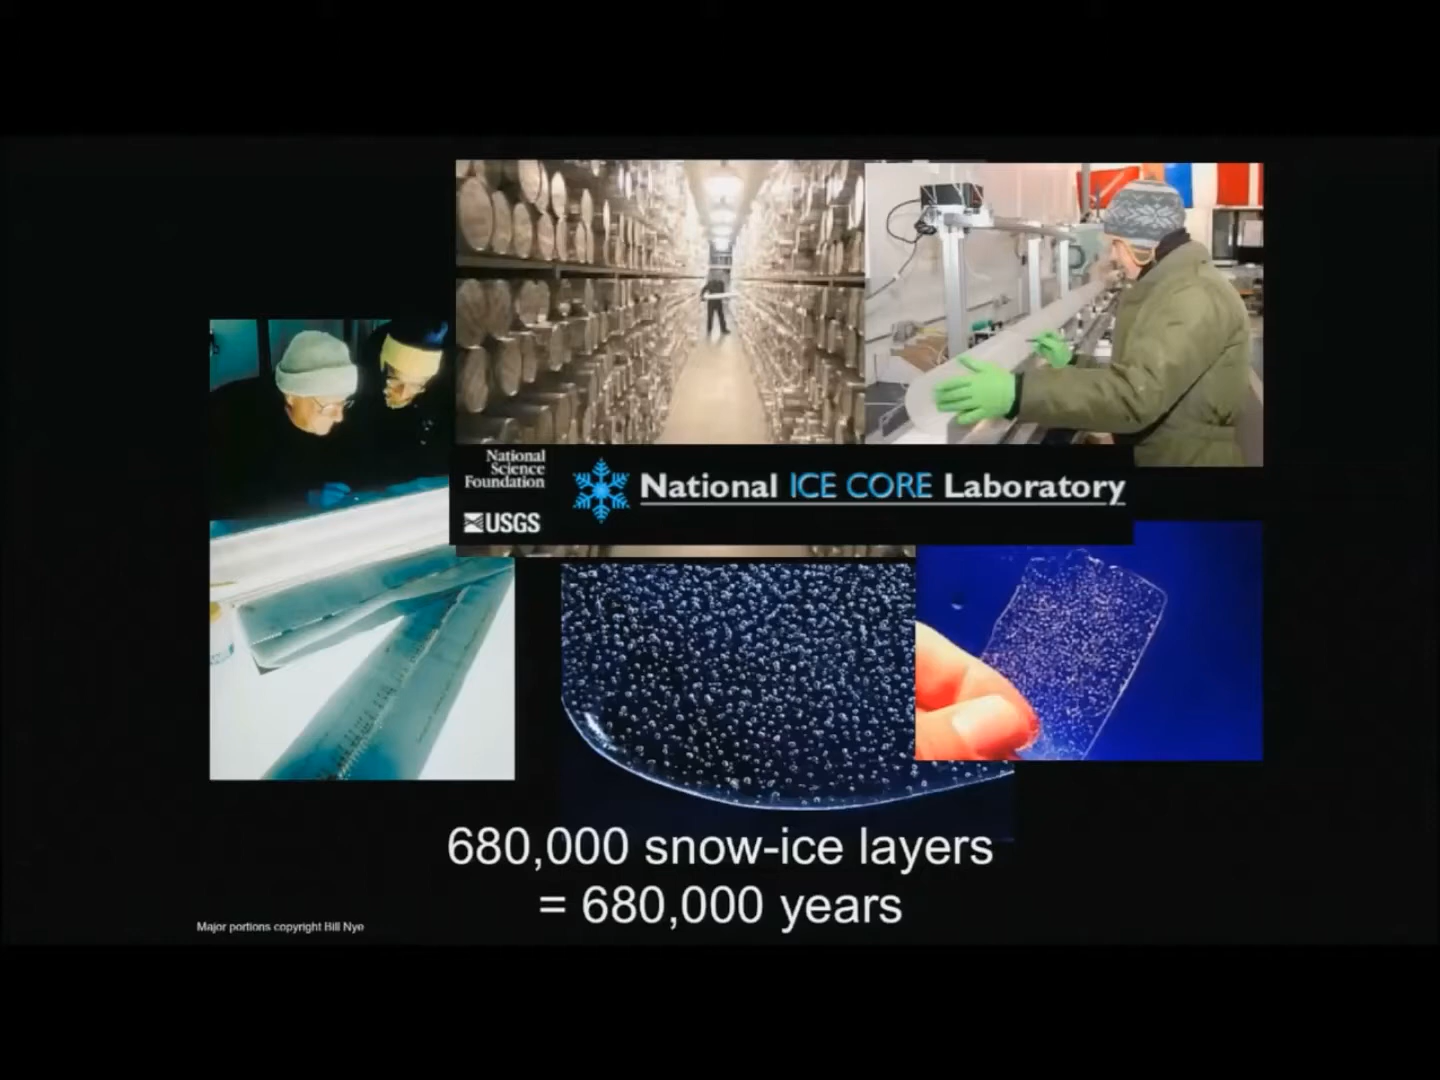 National
Science
Foundation
USGS
National ICE CORE Laboratory
680,000 snow-ice layers
= 680,000 years
Major portions copyright Bill Nye